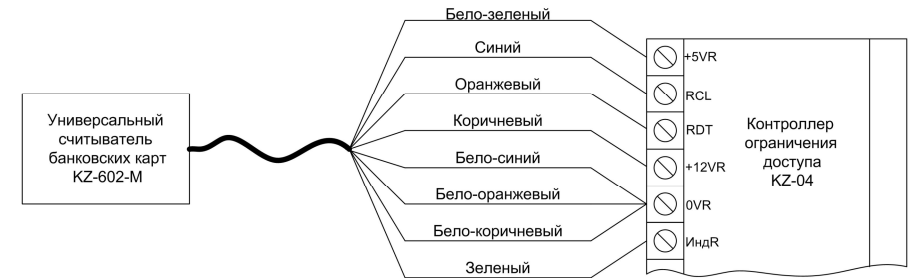 Бело-зеленый
Синий
Оранжевый
Коричневый
Бело-синий
Бело-оранжевый
Бело-коричневый
Зеленый
Универсальный
считыватель
банковских карт
KZ-602-M
+5VR
RCL
RDT
+12VR
0VR
ИндR
Контроллер
ограничения
доступа
KZ-04